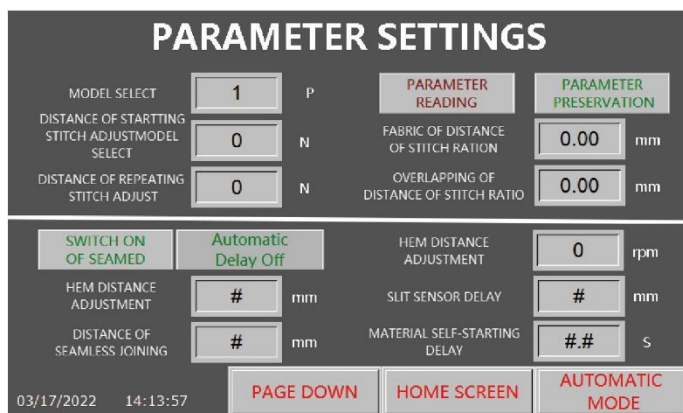 PARAMETER SETTINGS
MODEL SELECT 1 P
PARAMETER
READING
PARAMETER
PRESERVATION
DISTANCE OF STARTTING
STITCH ADJUSTMODEL
SELECT
0 N
FABRIC OF DISTANCE
OF STITCH RATION
0.00 mm
DISTANCE OF REPEATING
STITCH ADJUST
0 N
OVERLAPPING OF
DISTANCE OF STITCH RATIO
0.00 mm
SWITCH ON
OF SEAMED
Automatic
Delay Off
HEM DISTANCE
ADJUSTMENT
0 rpm
HEM DISTANCE
ADJUSTMENT
# mm
SLIT SENSOR DELAY # mm
DISTANCE OF
SEAMLESS JOINING
# mm
MATERIAL SELF-STARTING
DELAY
#.# S
03/17/2022 14:13:57
PAGE DOWN
HOME SCREEN
AUTOMATIC
MODE